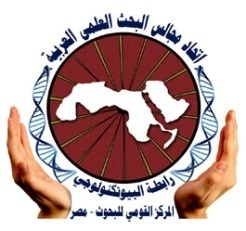 اتحاد مجالس البحث العلمي العربية
رابطة البيوتكنولوجي
المركز القومي للبحوث - مصر